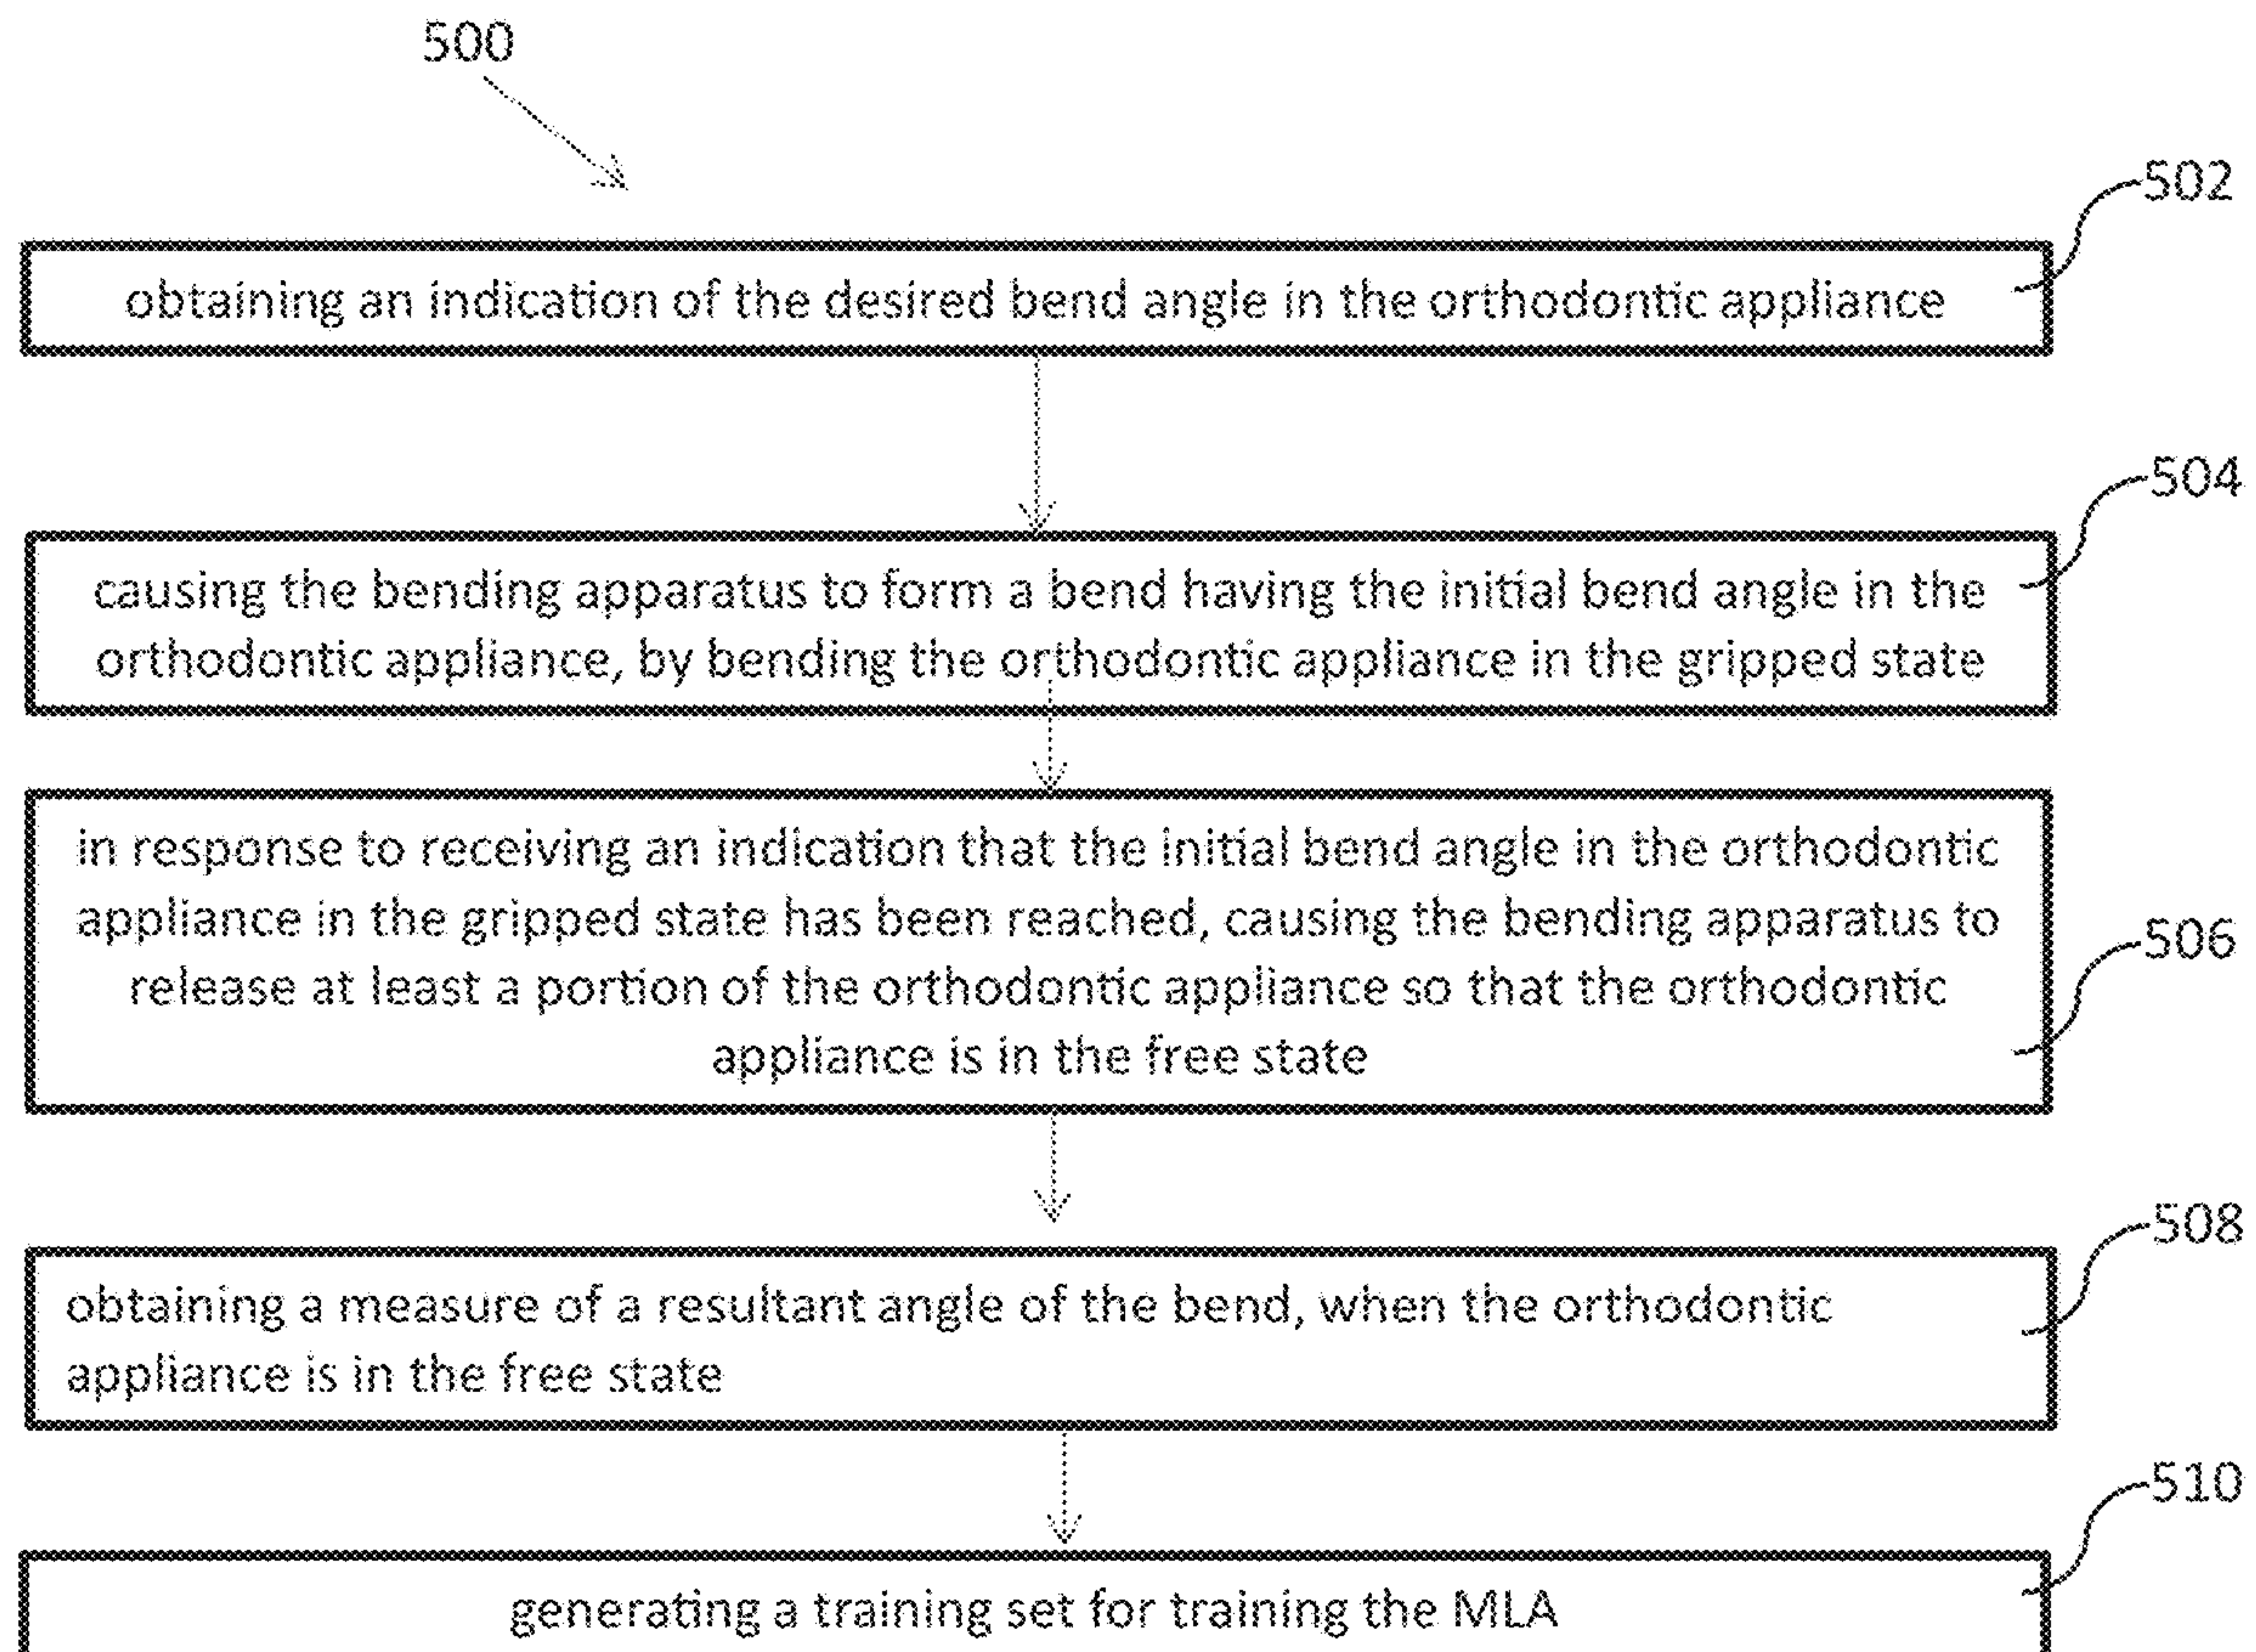 500
502
obtaining an indication of the desired bend angle in the orthodontic appliance
504
causing the bending apparatus to form a bend having the initial bend angle in the
orthodontic appliance, by bending the orthodontic appliance in the gripped state
in response to receiving an indication that the initial bend angle in the orthodontic
appliance in the gripped state has been reached, causing the bending apparatus to
506
release at least a portion of the orthodontic appliance so that the orthodontic
appliance is in the free state
508
obtaining a measure of a resultant angle of the bend, when the orthodontic
appliance is in the free state
510
generating a training set for training the MLA